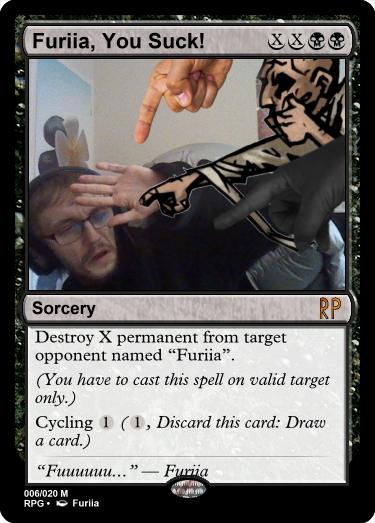 Furiia, You Suck! X X
Sorcery RP
Destroy X permanent from target
opponent named “Furiia”.
(You have to cast this spell on valid target
only.)
Cycling 1 ( 1, Discard this card: Draw
a card.)
“Fuuuuuu…” — Furiia
006/020 M
RPG • Furiia